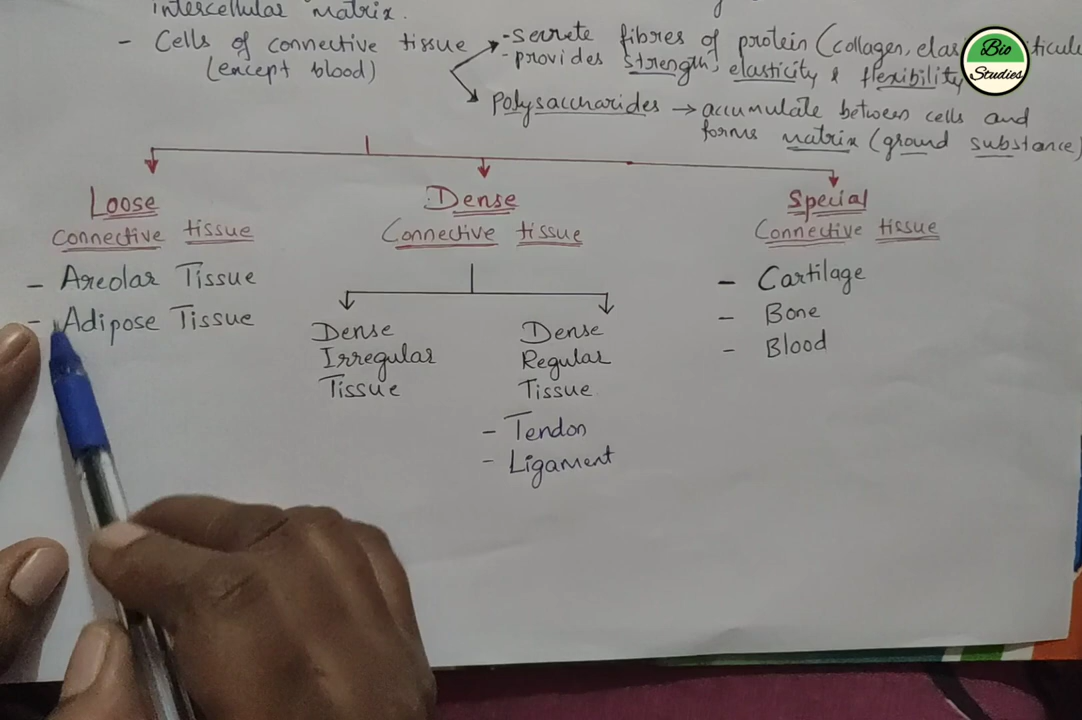 intercellular matrix.
- Cells of connective tissue
(except blood)
- secrete fibres of protein (collagen,
- provides strength, elasticity & flexibility
Polysaccharides → accumulate between cells and
forms matrix (ground substance)
Bio
Studies
Loose
Connective tissue
- Areolar Tissue
- Adipose Tissue
Dense
Connective tissue
Dense
Irregular
Tissue
Dense
Regular
Tissue
- Tendon
- Ligament
Special
Connective tissue
- Cartilage
- Bone
- Blood